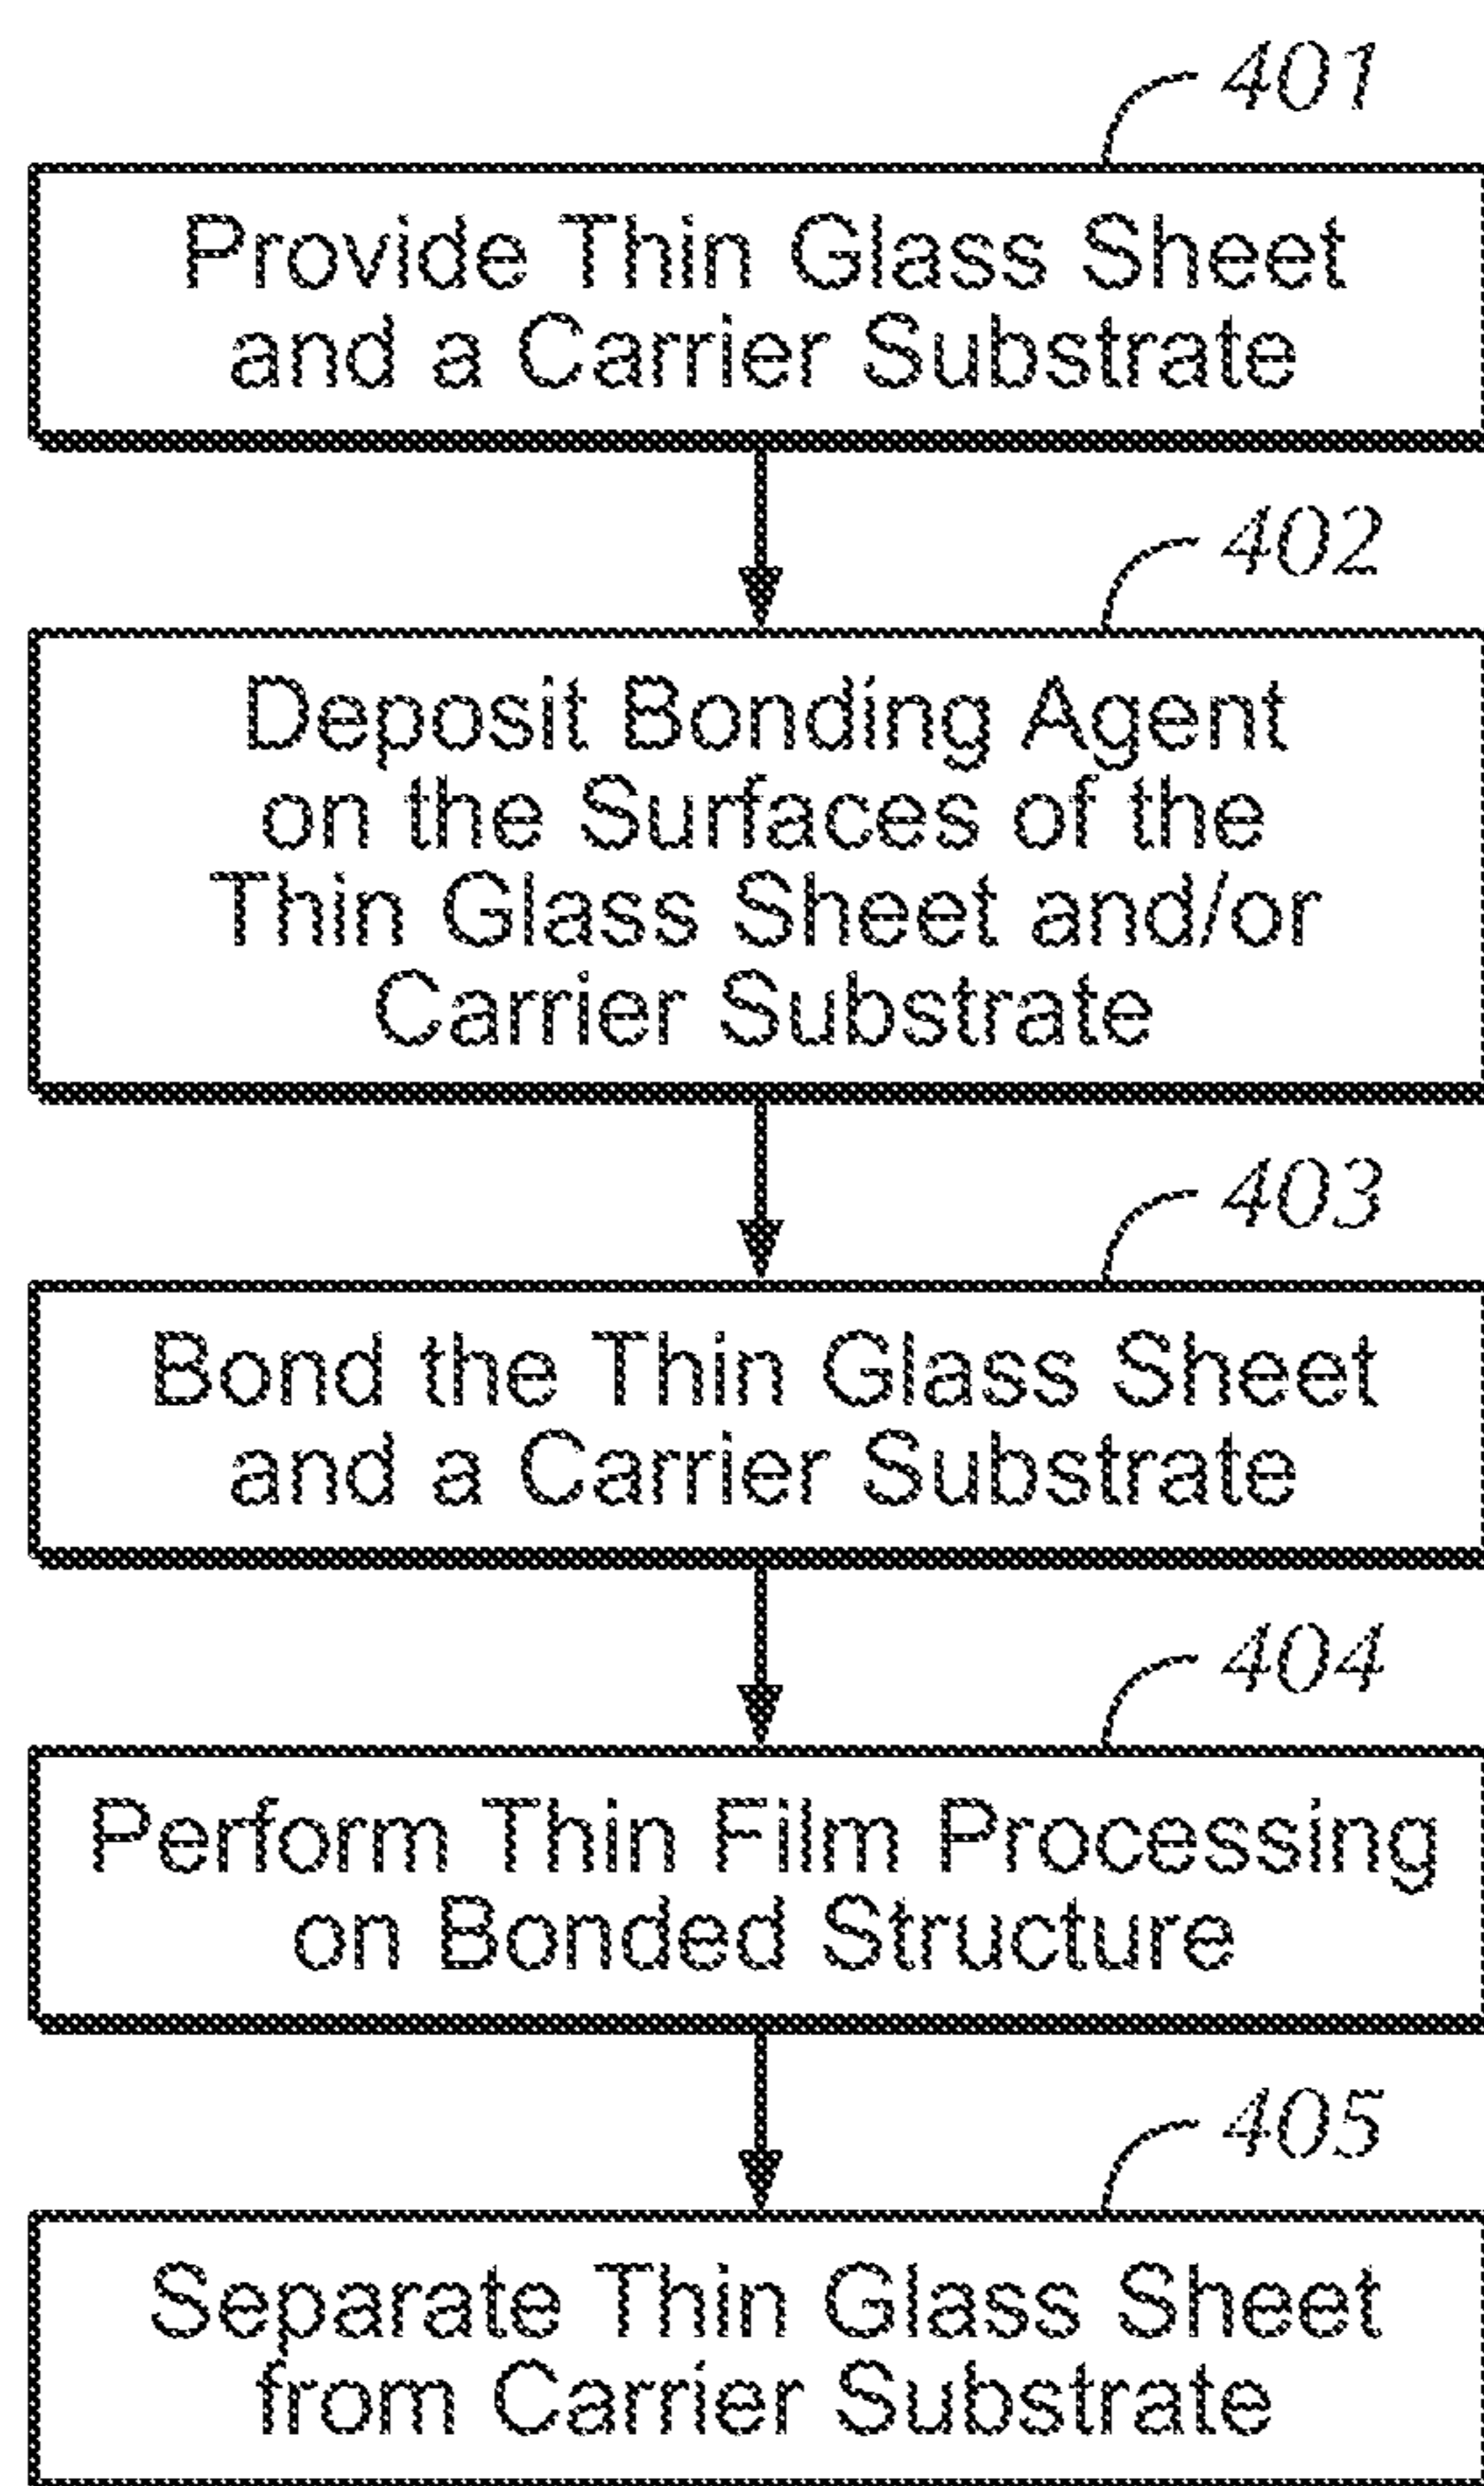 401
Provide Thin Glass Sheet
and a Carrier Substrate
402
Deposit Bonding Agent
on the Surfaces of the
Thin Glass Sheet and/or
Carrier Substrate
403
Bond the Thin Glass Sheet
and a Carrier Substrate
404
Perform Thin Film Processing
on Bonded Structure
405
Separate Thin Glass Sheet
from Carrier Substrate